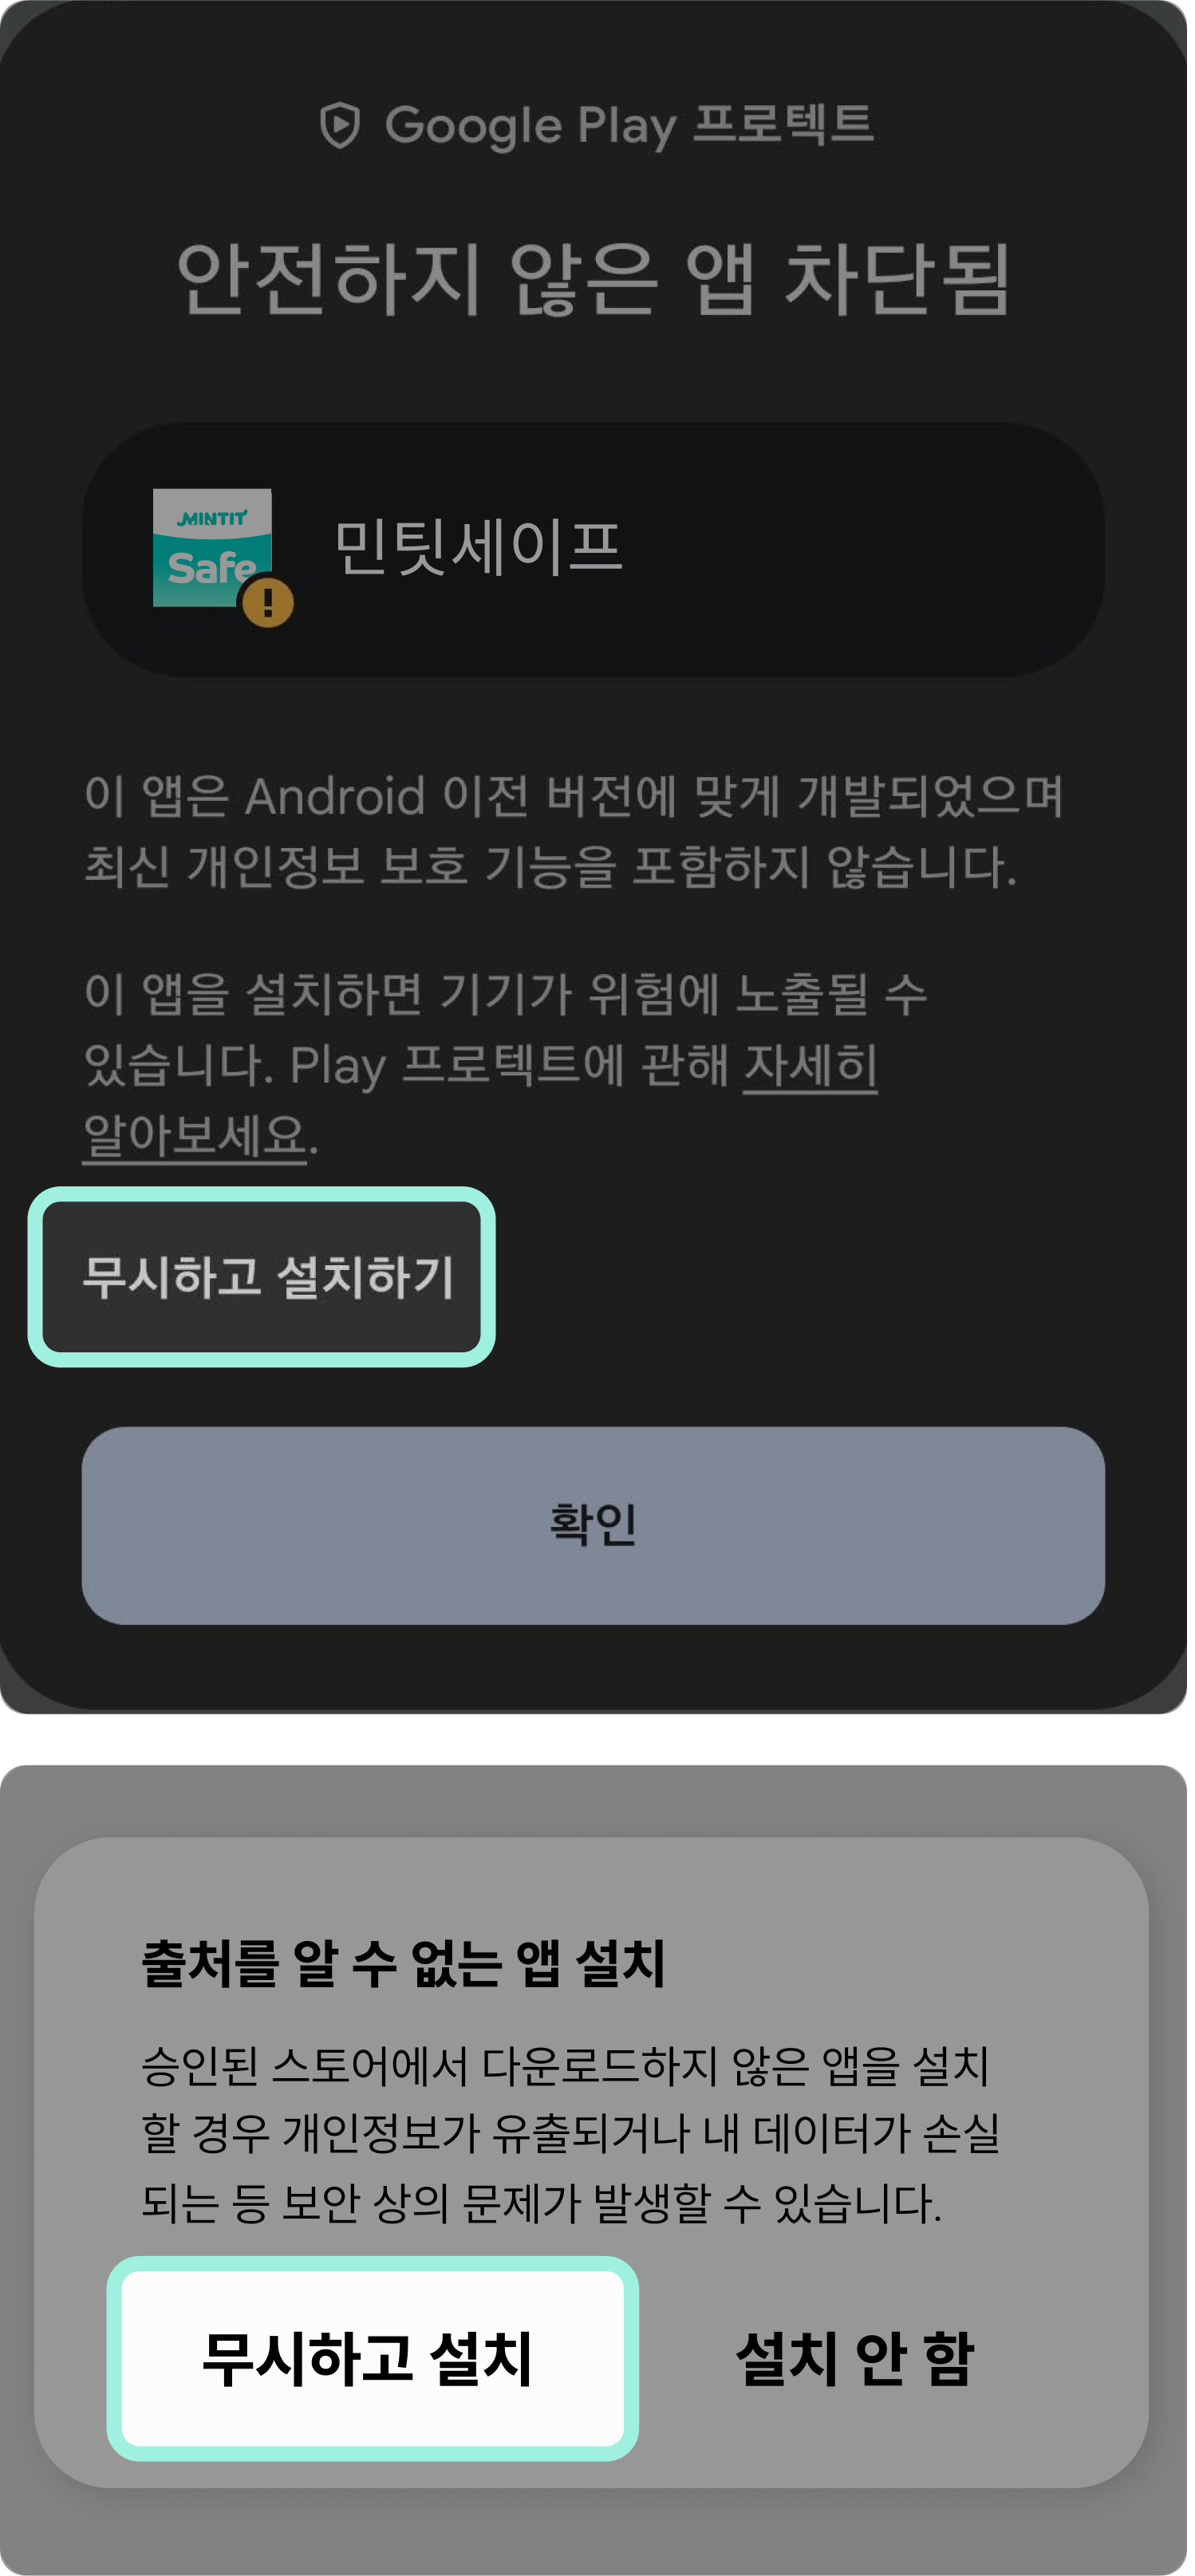 Google Play 프로텍트
안전하지 않은 앱 차단됨
MINTIT
Safe
민팃세이프
이 앱은 Android 이전 버전에 맞게 개발되었으며
최신 개인정보 보호 기능을 포함하지 않습니다.
이 앱을 설치하면 기기가 위험에 노출될 수
있습니다. Play 프로텍트에 관해 자세히
알아보세요.
무시하고 설치하기
확인
출처를 알 수 없는 앱 설치
승인된 스토어에서 다운로드하지 않은 앱을 설치
할 경우 개인정보가 유출되거나 내 데이터가 손실
되는 등 보안 상의 문제가 발생할 수 있습니다.
무시하고 설치
설치 안 함